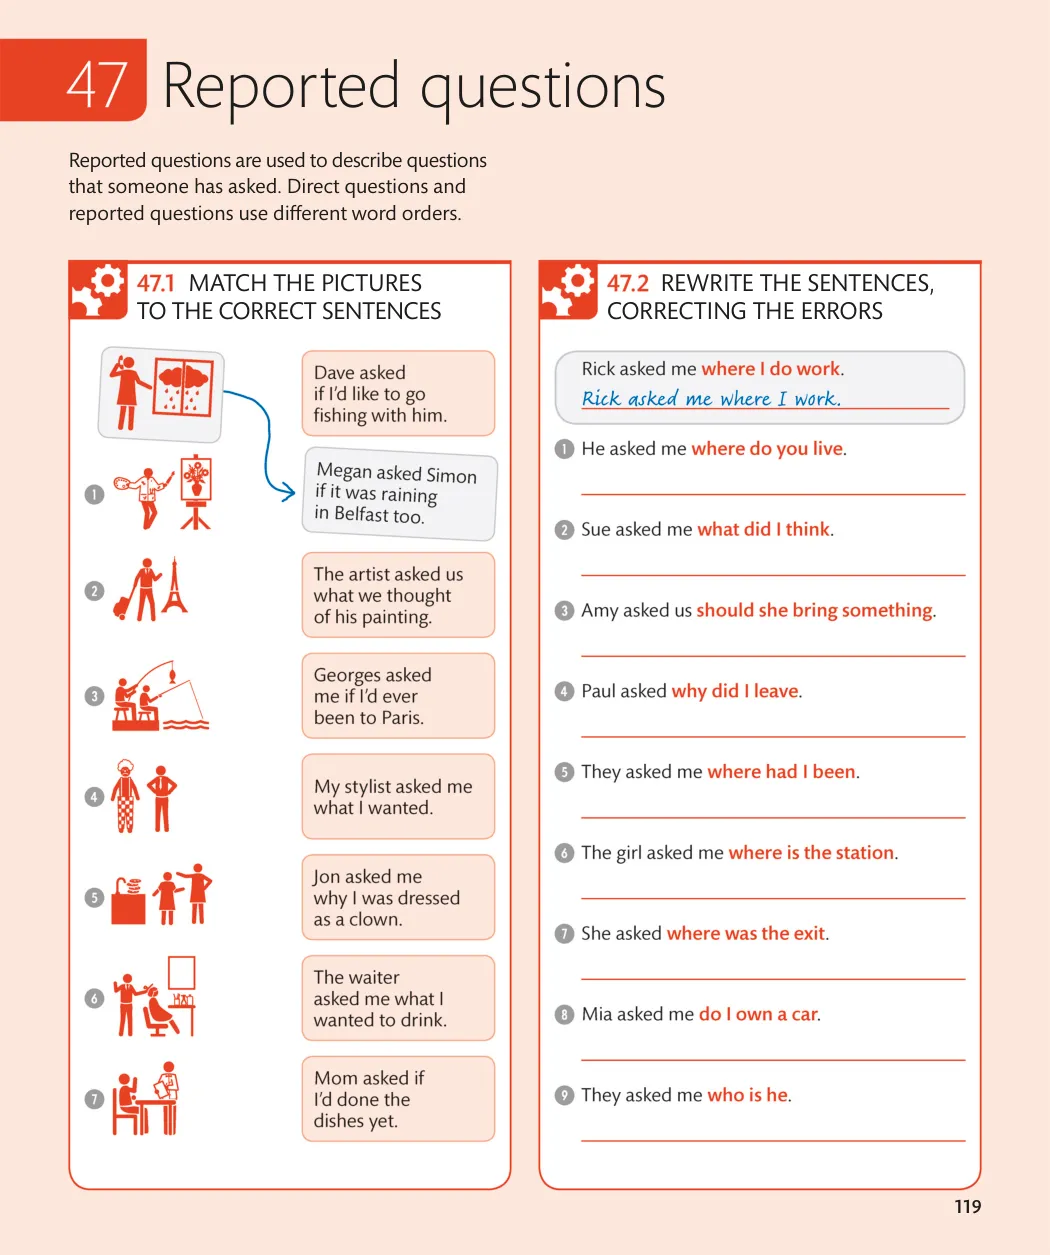 47 Reported questions
Reported questions are used to describe questions
that someone has asked. Direct questions and
reported questions use different word orders.
47.1 MATCH THE PICTURES
TO THE CORRECT SENTENCES
Dave asked
if I'd like to go
fishing with him.
Megan asked Simon
if it was raining
in Belfast too.
1
The artist asked us
what we thought
of his painting.
2
Georges asked
me if I'd ever
been to Paris.
3
My stylist asked me
what I wanted.
4
Jon asked me
why I was dressed
as a clown.
5
The waiter
asked me what I
wanted to drink.
6
Mom asked if
I'd done the
dishes yet.
7
47.2 REWRITE THE SENTENCES,
CORRECTING THE ERRORS
Rick asked me where I do work.
Rick asked me where I work.
1 He asked me where do you live.
2 Sue asked me what did I think.
3 Amy asked us should she bring something.
4 Paul asked why did I leave.
5 They asked me where had I been.
6 The girl asked me where is the station.
7 She asked where was the exit.
8 Mia asked me do I own a car.
9 They asked me who is he.
119